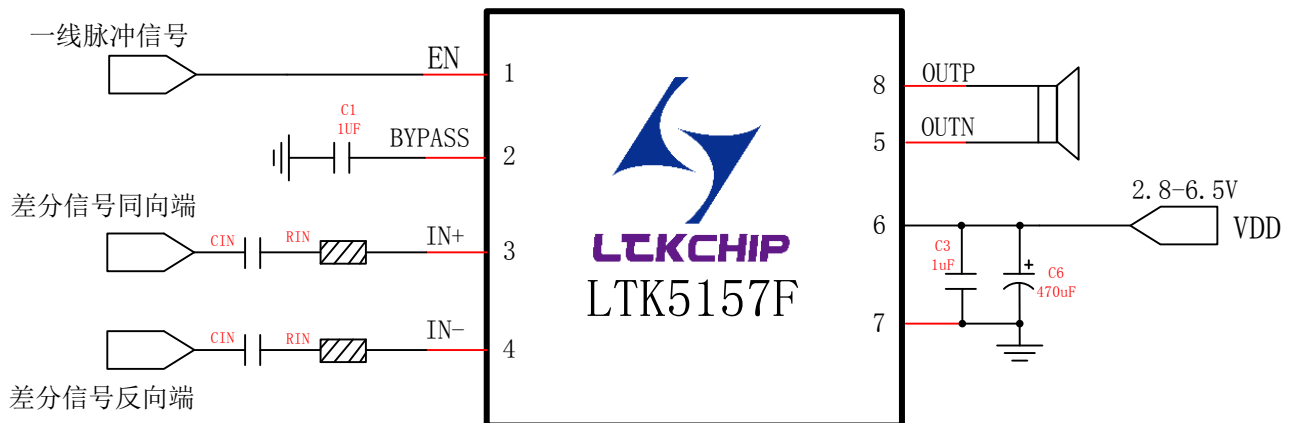 一线脉冲信号
EN
1
C1
1UF
BYPASS
2
差分信号同向端
CIN
RIN
IN+
3
CIN
RIN
IN-
4
差分信号反向端
LTKCHIP
LTK5157F
8
OUTP
5
OUTN
2.8-6.5V
6
VDD
C3
1uF
+
C6
470uF
7